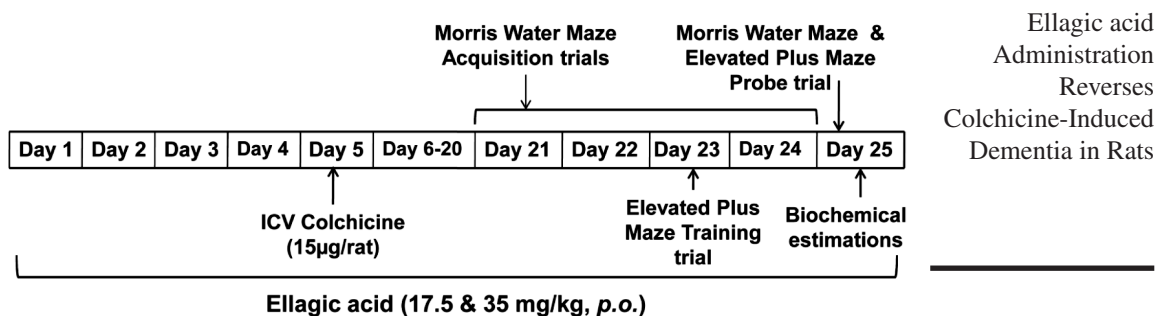 Morris Water Maze
Acquisition trials
Morris Water Maze &
Elevated Plus Maze
Probe trial
Day 1 Day 2 Day 3 Day 4 Day 5 Day 6-20 Day 21 Day 22 Day 23 Day 24 Day 25
ICV Colchicine
(15µg/rat)
Elevated Plus
Maze Training
trial
Biochemical
estimations
Ellagic acid (17.5 & 35 mg/kg, p.o.)
Ellagic acid
Administration
Reverses
Colchicine-Induced
Dementia in Rats